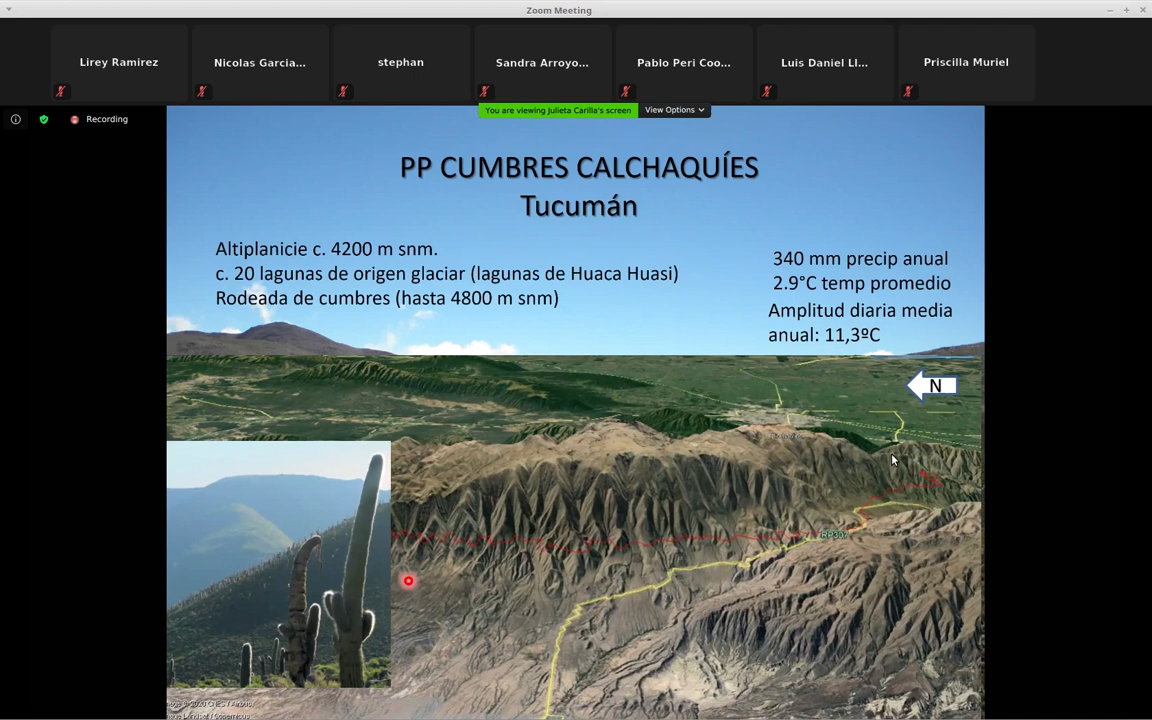 Zoom Meeting
Lirey Ramirez
Nicolas Garcia...
stephan
Sandra Arroyo...
Pablo Peri Coo...
Luis Daniel Ll...
Priscilla Muriel
You are viewing Julieta Carilla's screen
View Options
Recording
PP CUMBRES CALCHAQUÍES
Tucumán
Altiplanicie c. 4200 m snm.
c. 20 lagunas de origen glaciar (lagunas de Huaca Huasi)
Rodeada de cumbres (hasta 4800 m snm)
340 mm precip anual
2.9°C temp promedio
Amplitud diaria media
anual: 11,3ºC
N
RP307